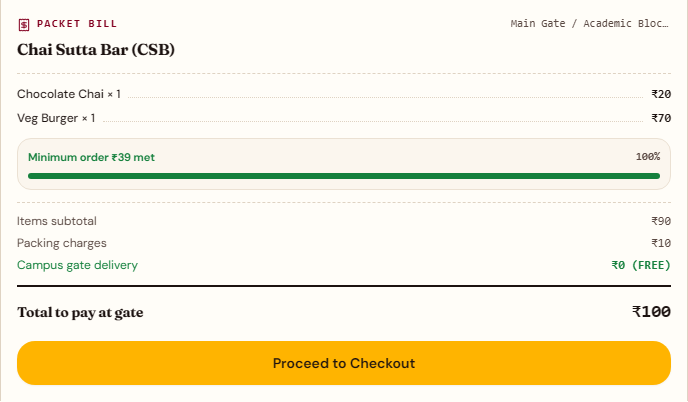 PACKET BILL
Main Gate / Academic Bloc…
Chai Sutta Bar (CSB)
Chocolate Chai × 1 ₹20
Veg Burger × 1 ₹70
Minimum order ₹39 met 100%
Items subtotal ₹90
Packing charges ₹10
Campus gate delivery ₹0 (FREE)
Total to pay at gate ₹100
Proceed to Checkout